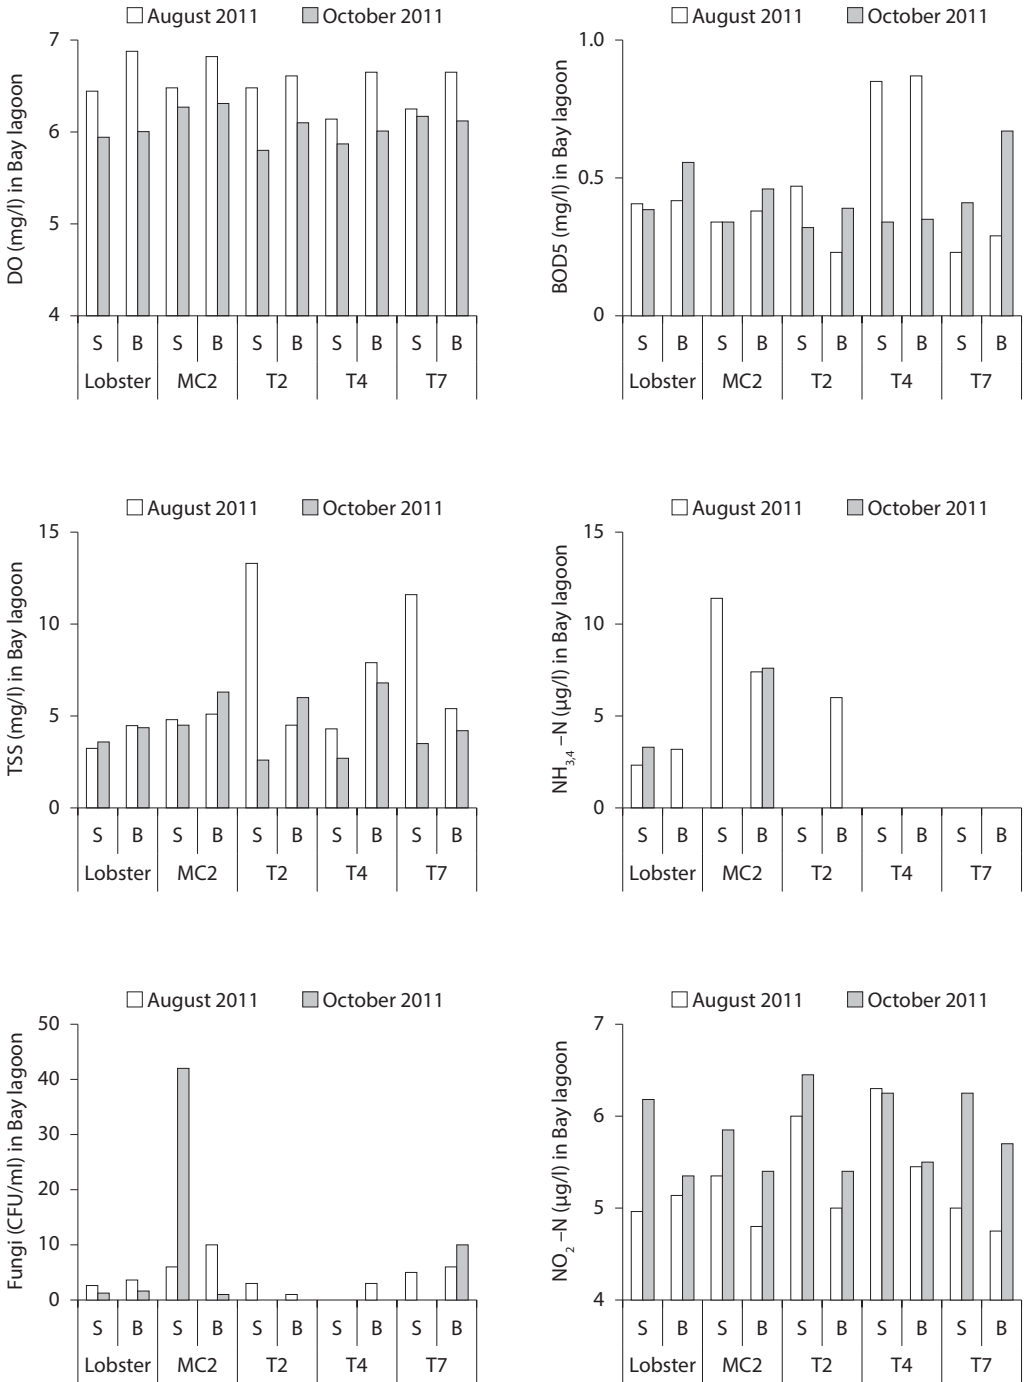 August 2011 October 2011
DO (mg/l) in Bay lagoon
7
6
5
4
S B S B S B S B S B
Lobster MC2 T2 T4 T7
August 2011 October 2011
BOD5 (mg/l) in Bay lagoon
1.0
0.5
0
S B S B S B S B S B
Lobster MC2 T2 T4 T7
August 2011 October 2011
TSS (mg/l) in Bay lagoon
15
10
5
0
S B S B S B S B S B
Lobster MC2 T2 T4 T7
August 2011 October 2011
NH3,4 –N (µg/l) in Bay lagoon
15
10
5
0
S B S B S B S B S B
Lobster MC2 T2 T4 T7
August 2011 October 2011
Fungi (CFU/ml) in Bay lagoon
50
40
30
20
10
0
S B S B S B S B S B
Lobster MC2 T2 T4 T7
August 2011 October 2011
NO2 –N (µg/l) in Bay lagoon
7
6
5
4
S B S B S B S B S B
Lobster MC2 T2 T4 T7